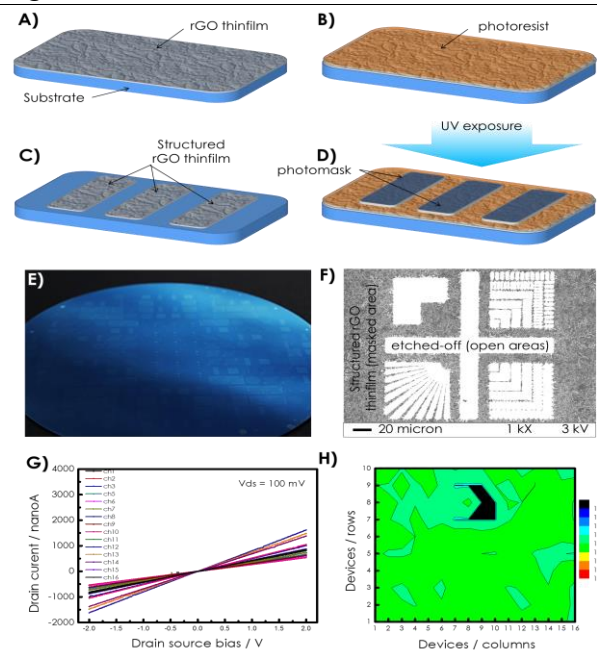 A)
rGO thinfilm
Substrate
B)
photoresist
UV exposure
C)
Structured
rGO thinfilm
D)
photomask
E)
F)
Structured rGO
thinfilm (masked area)
etched-off (open areas)
20 micron 1 kX 3 kV
G)
Drain curent / nanoA
4000
3000
2000
1000
0
-1000
-2000
ch1
ch2
ch3
ch5
ch6
ch7
ch8
ch9
ch10
ch11
ch12
ch13
ch14
ch15
ch16
Vds = 100 mV
-2.0 -1.5 -1.0 -0.5 0.0 0.5 1.0 1.5 2.0
Drain source bias / V
H)
Devices / rows
10
9
8
7
6
5
4
3
2
1
1 2 3 4 5 6 7 8 9 10 11 12 13 14 15 16
Devices / columns